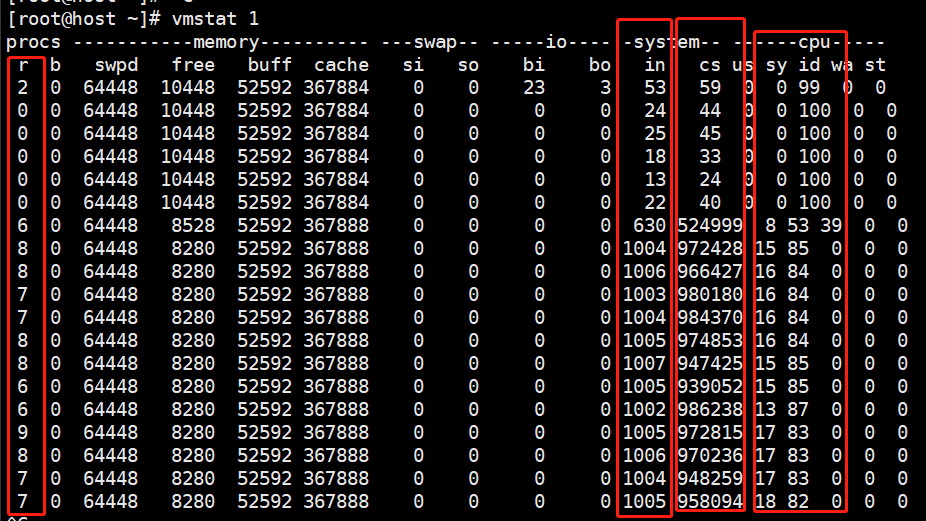 [root@host ~]# vmstat 1
procs -----------memory---------- ---swap-- -----io---- --system-- ------cpu-----
r b swpd free buff cache si so bi bo in cs us sy id wa st
2 0 64448 10448 52592 367884 0 0 23 3 53 59 0 0 99 0 0
0 0 64448 10448 52592 367884 0 0 0 0 24 44 0 0 100 0 0
0 0 64448 10448 52592 367884 0 0 0 0 25 45 0 0 100 0 0
0 0 64448 10448 52592 367884 0 0 0 0 18 33 0 0 100 0 0
0 0 64448 10448 52592 367884 0 0 0 0 13 24 0 0 100 0 0
0 0 64448 10448 52592 367884 0 0 0 0 22 40 0 0 100 0 0
6 0 64448 8528 52592 367888 0 0 0 0 630 524999 8 53 39 0 0
8 0 64448 8280 52592 367888 0 0 0 0 1004 972428 15 85 0 0 0
8 0 64448 8280 52592 367888 0 0 0 0 1006 966427 16 84 0 0 0
7 0 64448 8280 52592 367888 0 0 0 0 1003 980180 16 84 0 0 0
7 0 64448 8280 52592 367888 0 0 0 0 1004 984370 16 84 0 0 0
8 0 64448 8280 52592 367888 0 0 0 0 1005 974853 16 84 0 0 0
8 0 64448 8280 52592 367888 0 0 0 0 1007 947425 15 85 0 0 0
6 0 64448 8280 52592 367888 0 0 0 0 1005 939052 15 85 0 0 0
6 0 64448 8280 52592 367888 0 0 0 0 1002 986238 13 87 0 0 0
9 0 64448 8280 52592 367888 0 0 0 0 1005 972815 17 83 0 0 0
8 0 64448 8280 52592 367888 0 0 0 0 1006 970236 17 83 0 0 0
7 0 64448 8280 52592 367888 0 0 0 0 1004 948259 17 83 0 0 0
7 0 64448 8280 52592 367888 0 0 0 0 1005 958094 18 82 0 0 0